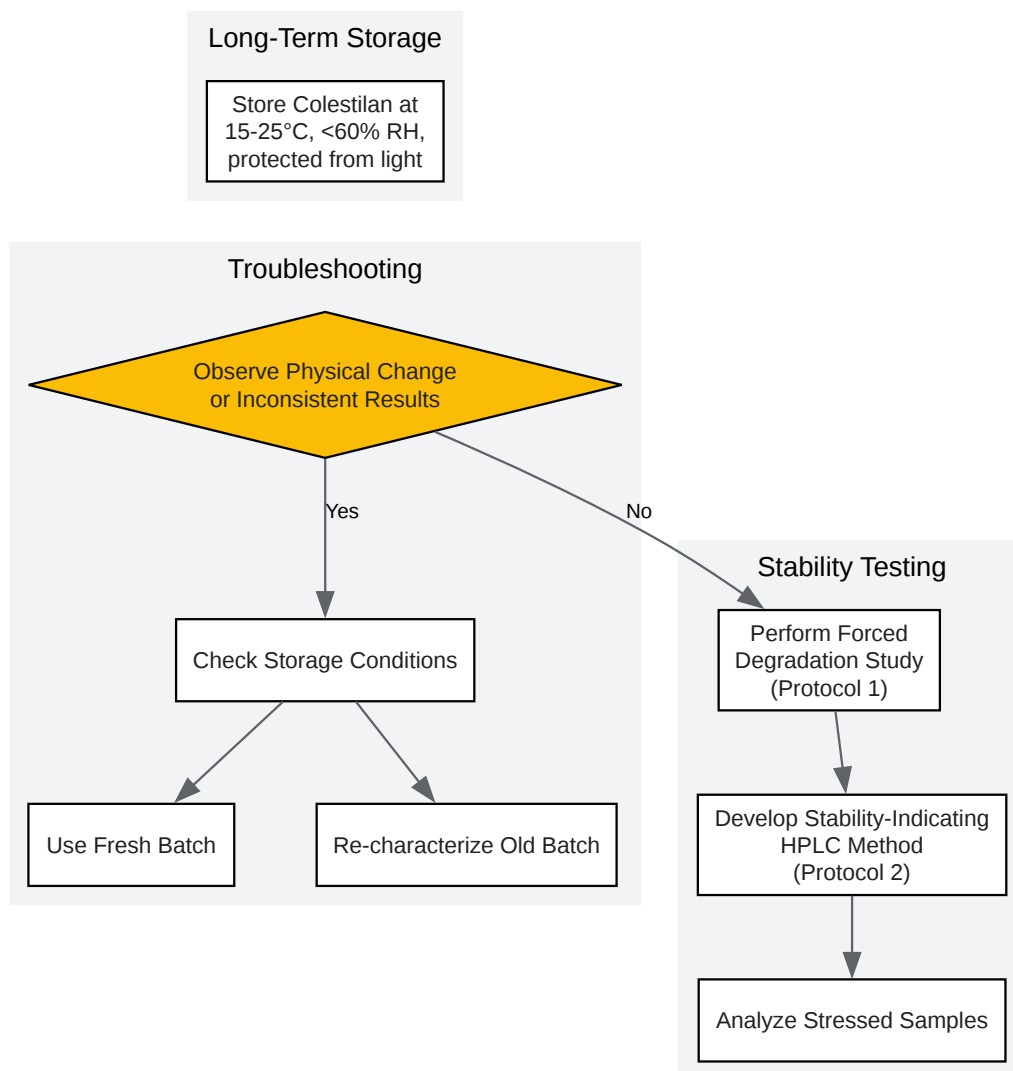 Long-Term Storage
Store Colestilan at
15-25°C, <60% RH,
protected from light
Troubleshooting
Observe Physical Change
or Inconsistent Results
Yes
No
Check Storage Conditions
Use Fresh Batch
Re-characterize Old Batch
Stability Testing
Perform Forced
Degradation Study
(Protocol 1)
Develop Stability-Indicating
HPLC Method
(Protocol 2)
Analyze Stressed Samples